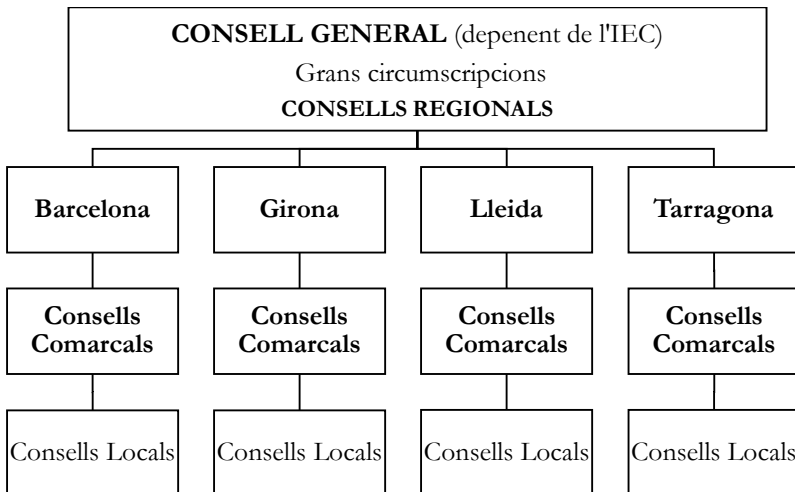 CONSELL GENERAL (depenent de l'IEC)
Grans circumscripcions
CONSELLS REGIONALS
Barcelona
Girona
Lleida
Tarragona
Consells
Comarcals
Consells
Comarcals
Consells
Comarcals
Consells
Comarcals
Consells Locals
Consells Locals
Consells Locals
Consells Locals